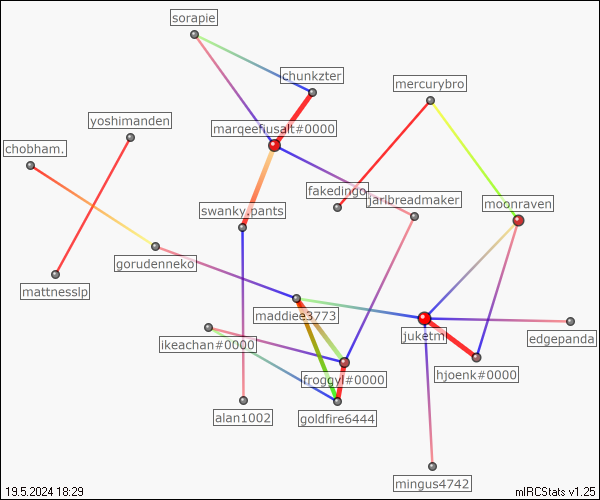 sorapie
chunkzter
mercurybro
yoshimanden
marqeefiusalt#0000
chobham.
fakedingo
jarlbreadmaker
moonraven
swanky.pants
gorudenneko
mattnesslp
maddiee3773
juketml
edgepanda
ikeachan#0000
froggyl#0000
hjoenk#0000
alan1002
goldfire6444
mingus4742
19.5.2024 18:29
mIRCStats v1.25